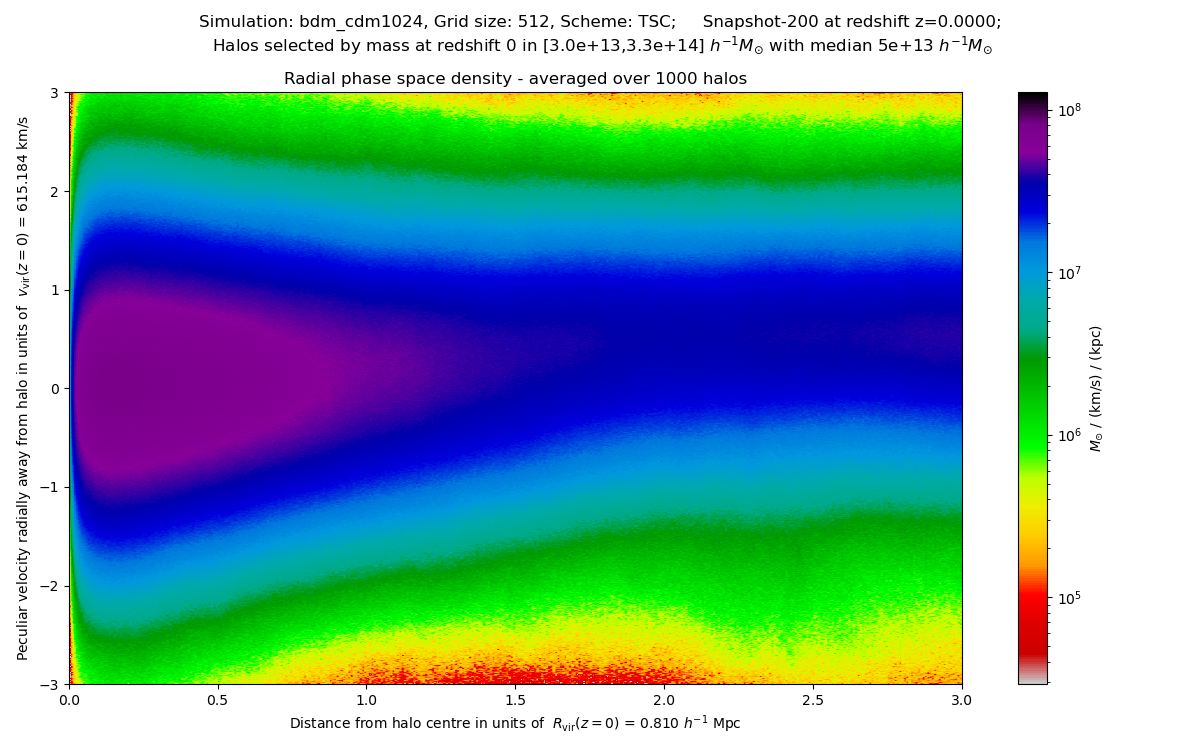 Simulation: bdm_cdm1024, Grid size: 512, Scheme: TSC;     Snapshot-200 at redshift z=0.0000;
Halos selected by mass at redshift 0 in [3.0e+13,3.3e+14] h⁻¹M⊙ with median 5e+13 h⁻¹M⊙
Radial phase space density - averaged over 1000 halos
Peculiar velocity radially away from halo in units of  v_vir(z = 0) = 615.184 km/s
3
2
1
0
−1
−2
−3
0.0 0.5 1.0 1.5 2.0 2.5 3.0
Distance from halo centre in units of  R_vir(z = 0) = 0.810 h⁻¹ Mpc
10⁸
10⁷
10⁶
10⁵
M⊙ / (km/s) / (kpc)